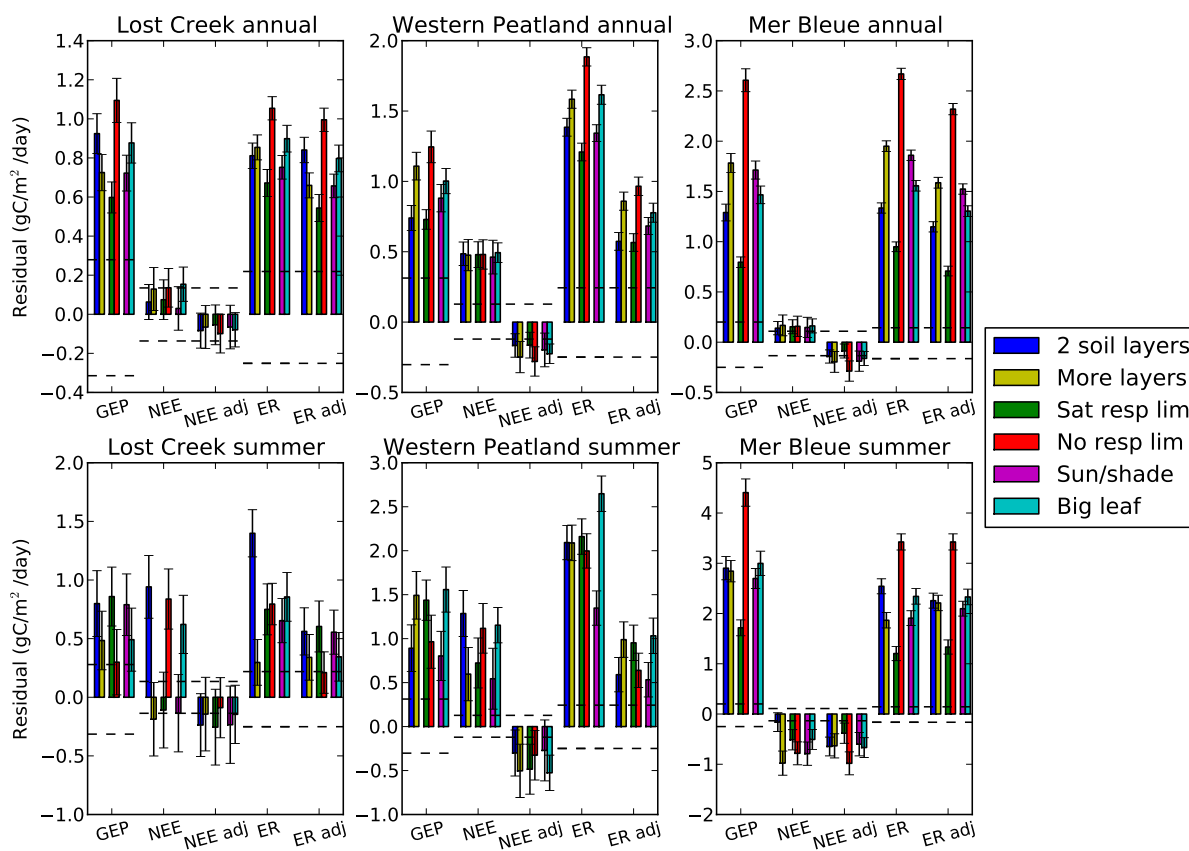 Lost Creek annual
Western Peatland annual
Mer Bleue annual
Residual (gC/m²/day)
1.4
1.2
1.0
0.8
0.6
0.4
0.2
0.0
−0.2
−0.4
GEP NEE NEE adj ER ER adj
2.0
1.5
1.0
0.5
0.0
−0.5
GEP NEE NEE adj ER ER adj
3.0
2.5
2.0
1.5
1.0
0.5
0.0
−0.5
GEP NEE NEE adj ER ER adj
2 soil layers
More layers
Sat resp lim
No resp lim
Sun/shade
Big leaf
Lost Creek summer
Western Peatland summer
Mer Bleue summer
Residual (gC/m²/day)
2.0
1.5
1.0
0.5
0.0
−0.5
−1.0
GEP NEE NEE adj ER ER adj
3.0
2.5
2.0
1.5
1.0
0.5
0.0
−0.5
−1.0
GEP NEE NEE adj ER ER adj
5
4
3
2
1
0
−1
−2
GEP NEE NEE adj ER ER adj